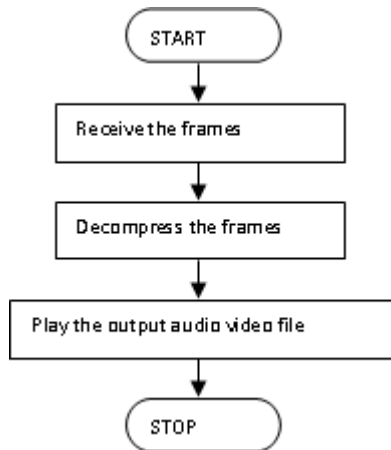 START
Receive the frames
Decompress the frames
Play the output audio video file
STOP